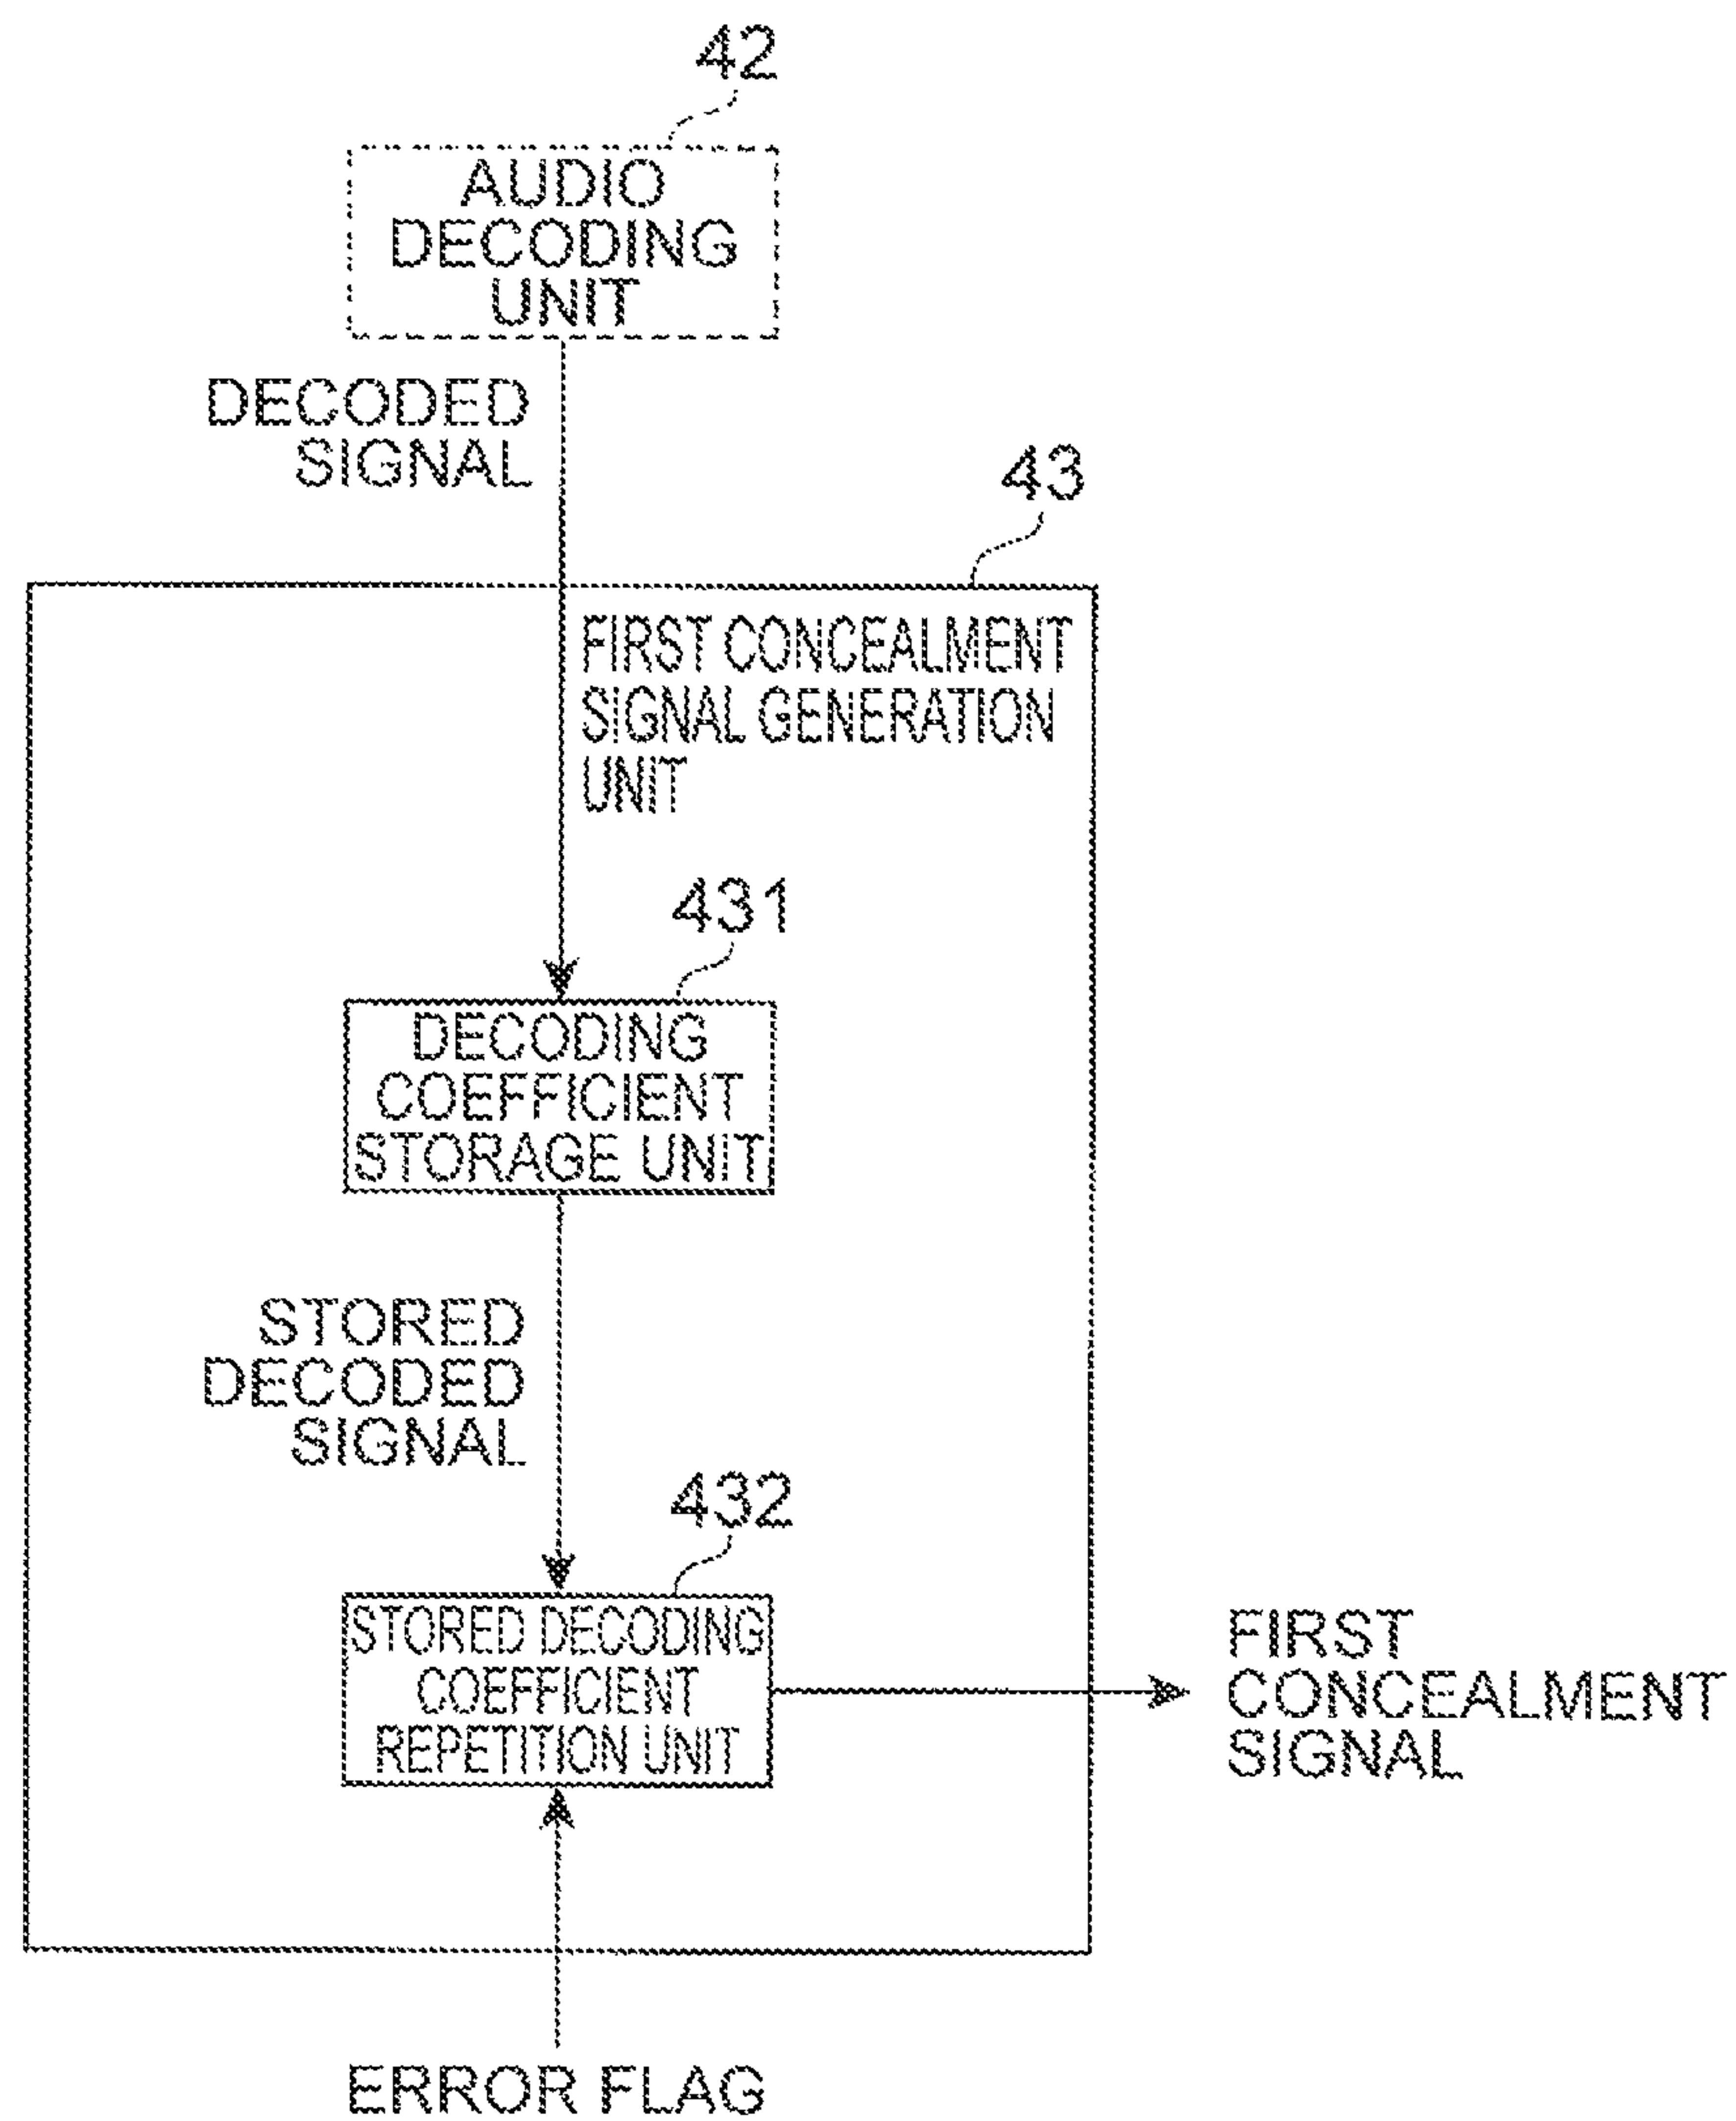 42
AUDIO
DECODING
UNIT
DECODED
SIGNAL
43
FIRST CONCEALMENT
SIGNAL GENERATION
UNIT
431
DECODING
COEFFICIENT
STORAGE UNIT
STORED
DECODED
SIGNAL
432
STORED DECODING
COEFFICIENT
REPETITION UNIT
FIRST
CONCEALMENT
SIGNAL
ERROR FLAG